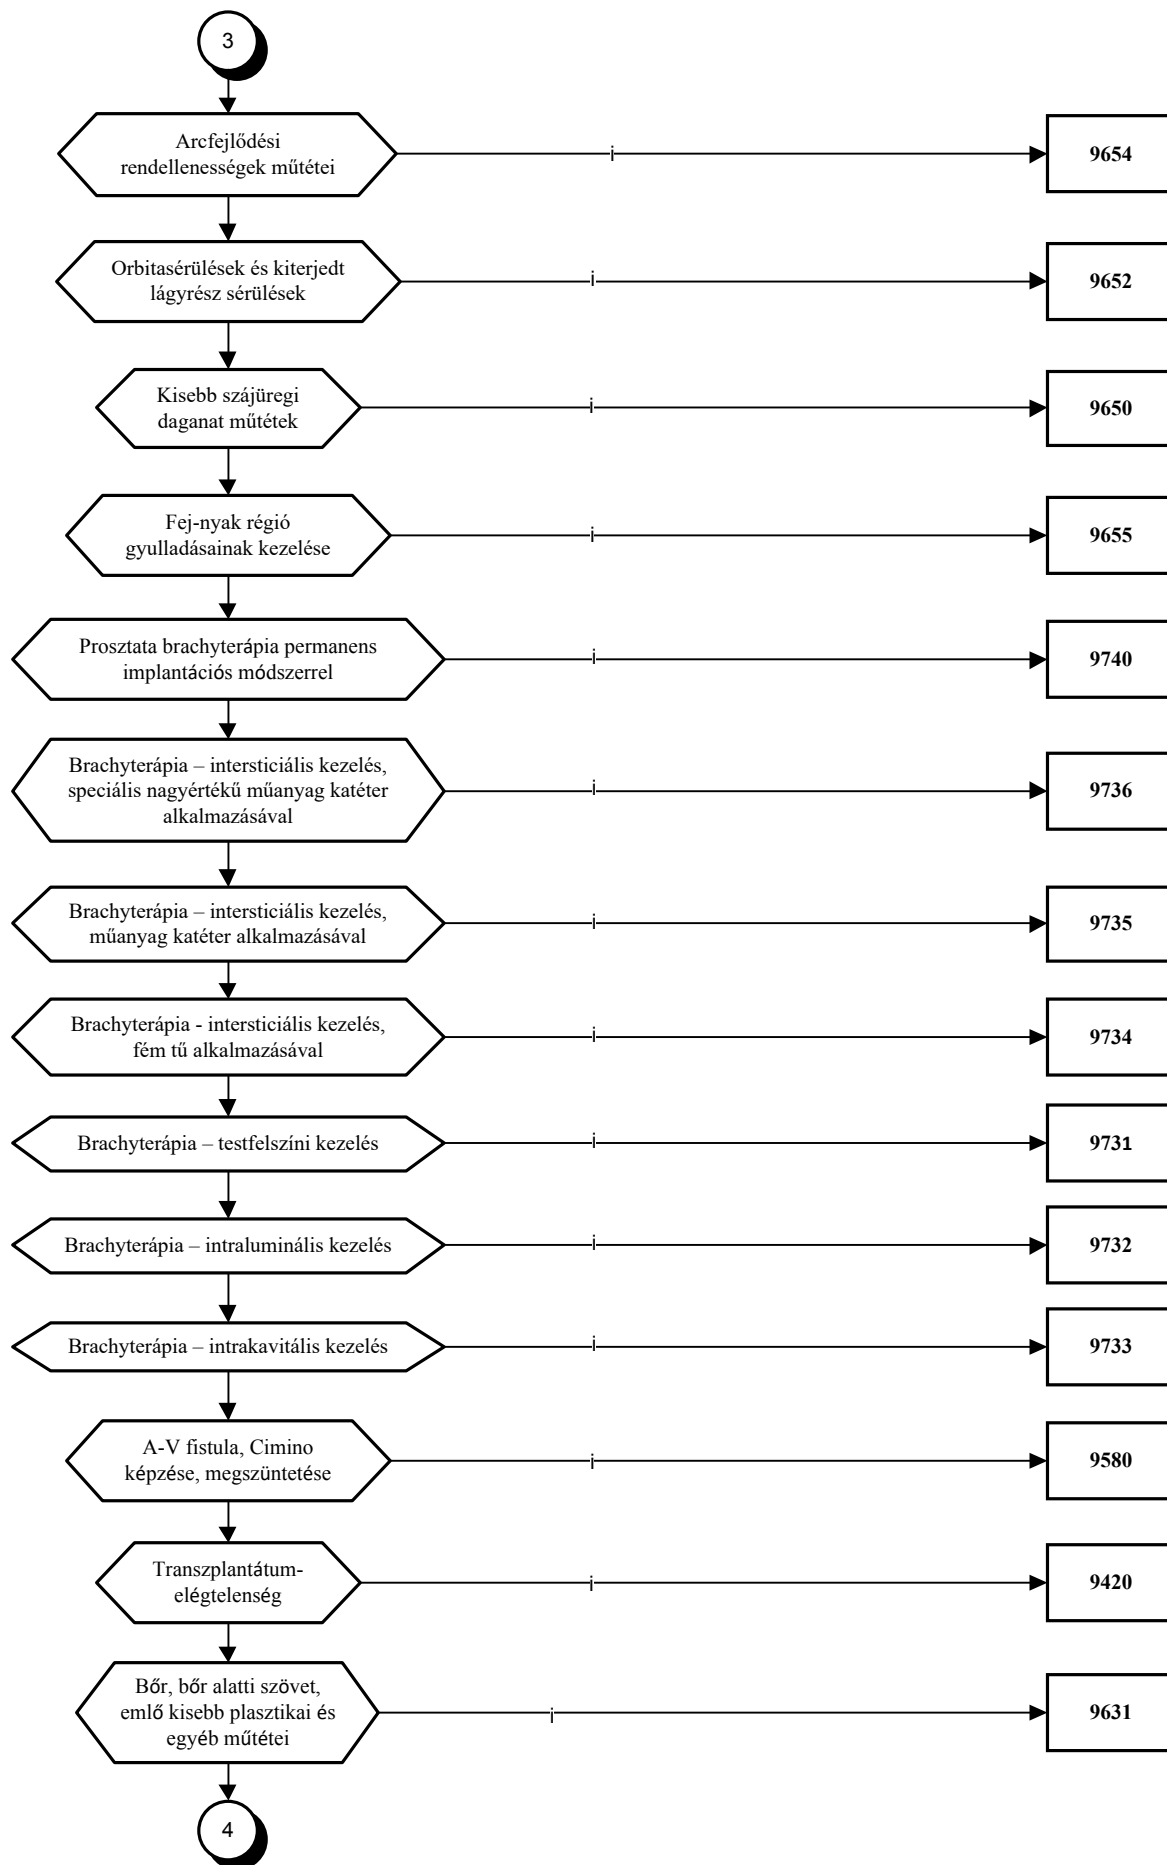 3
Arcfejlődési
rendellenességek műtétei
i
9654
Orbitasérülések és kiterjedt
lágyrész sérülések
i
9652
Kisebb szájüregi
daganat műtétek
i
9650
Fej-nyak régió
gyulladásainak kezelése
i
9655
Prosztata brachyterápia permanens
implantációs módszerrel
i
9740
Brachyterápia – intersticiális kezelés,
speciális nagyértékű műanyag katéter
alkalmazásával
i
9736
Brachyterápia – intersticiális kezelés,
műanyag katéter alkalmazásával
i
9735
Brachyterápia - intersticiális kezelés,
fém tű alkalmazásával
i
9734
Brachyterápia – testfelszíni kezelés
i
9731
Brachyterápia – intraluminális kezelés
i
9732
Brachyterápia – intrakavitális kezelés
i
9733
A-V fistula, Cimino
képzése, megszüntetése
i
9580
Transzplantátum-
elégtelenség
i
9420
Bőr, bőr alatti szövet,
emlő kisebb plasztikai és
egyéb műtétei
i
9631
4